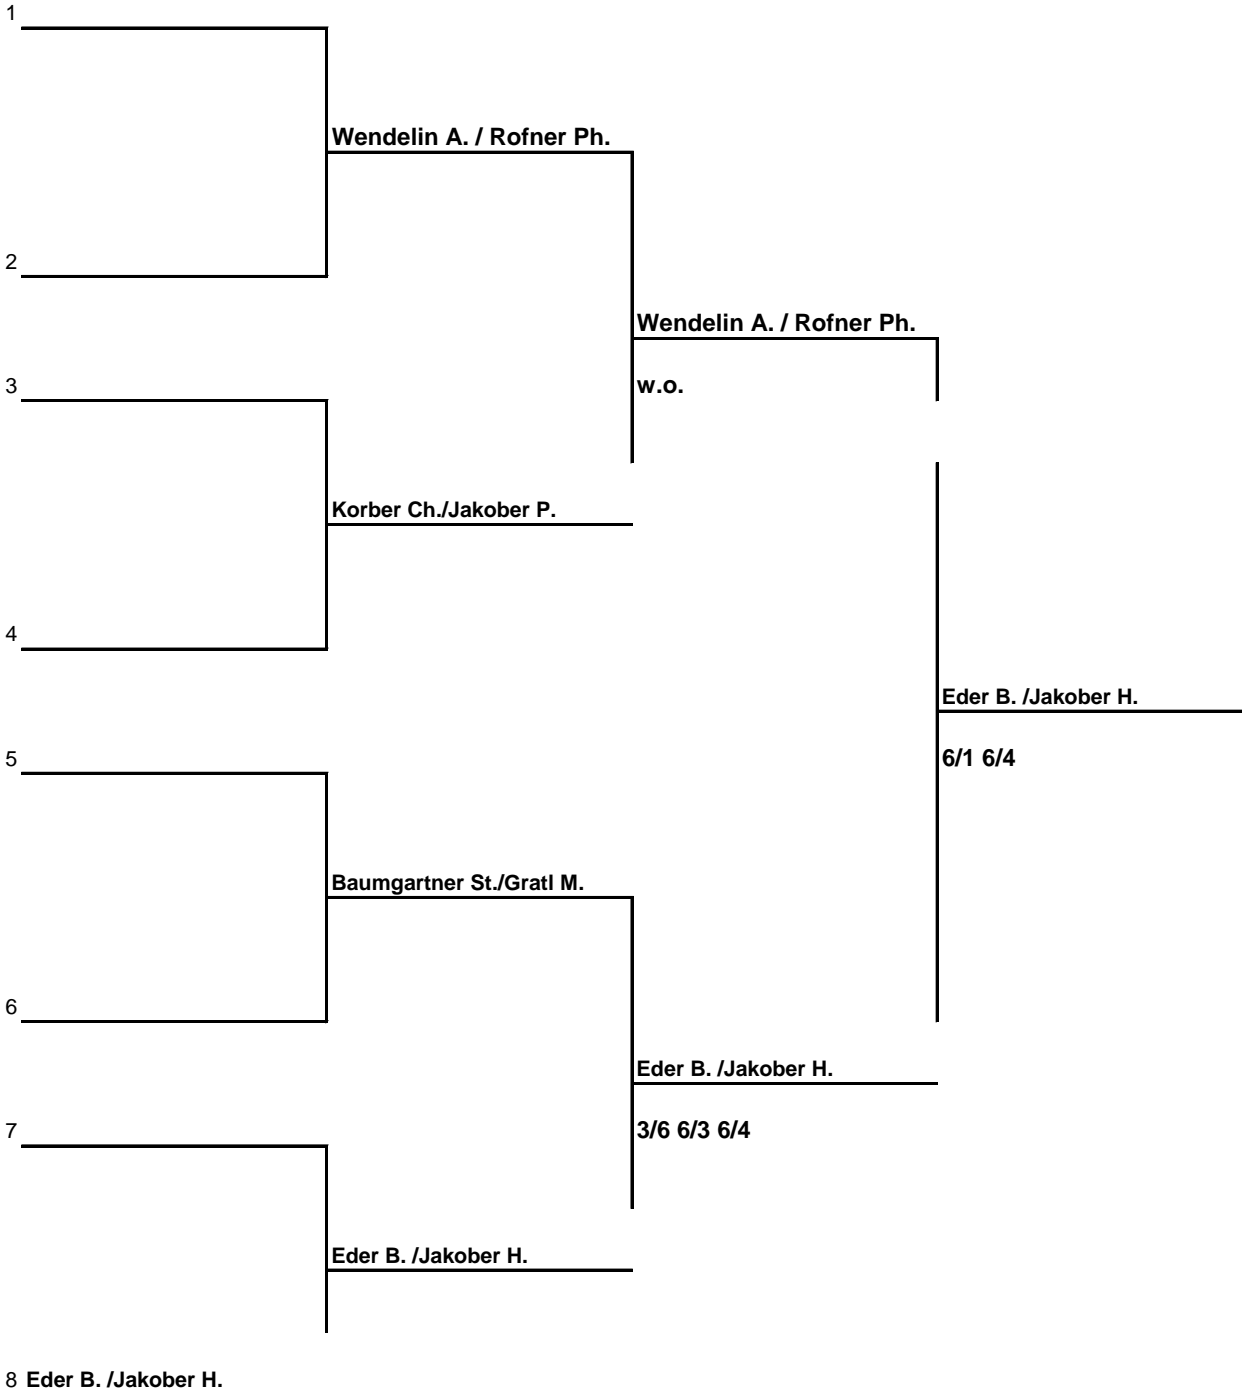 1
Wendelin A. / Rofner Ph.
2
Wendelin A. / Rofner Ph.
3
w.o.
Korber Ch./Jakober P.
4
Eder B. /Jakober H.
5
6/1 6/4
Baumgartner St./Gratl M.
6
Eder B. /Jakober H.
7
3/6 6/3 6/4
Eder B. /Jakober H.
8 Eder B. /Jakober H.